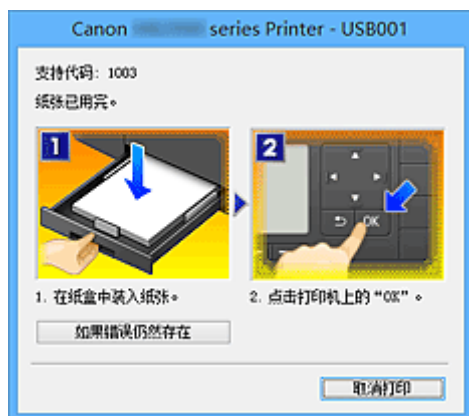 Canon series Printer - USB001
支持代码: 1003
纸张已用完。
1
2
OK
1. 在纸盒中装入纸张。
2. 点击打印机上的“OK”。
如果错误仍然存在
取消打印